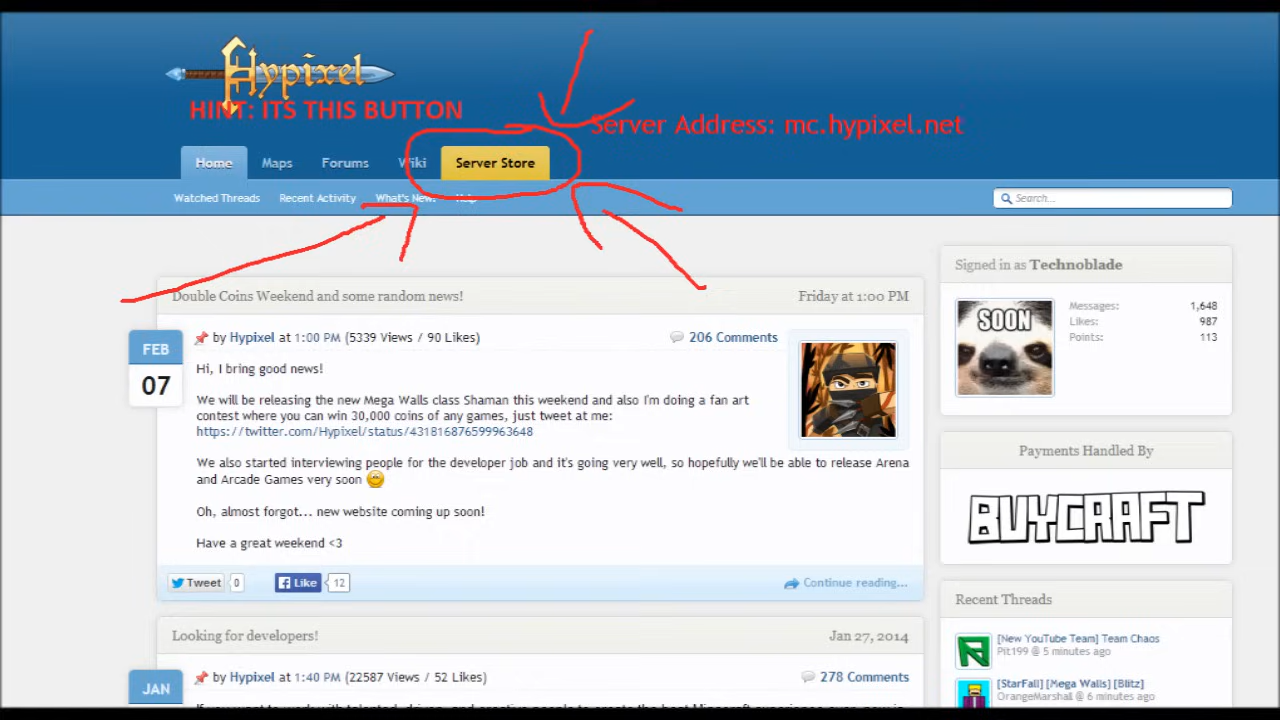 Hypixel
HINT: ITS THIS BUTTON
Server Address: mc.hypixel.net
Home Maps Forums Wiki Server Store
Watched Threads Recent Activity What's New? Help
Search...
Double Coins Weekend and some random news! Friday at 1:00 PM
FEB
07
by Hypixel at 1:00 PM (5339 Views / 90 Likes) 206 Comments
Hi, I bring good news!
We will be releasing the new Mega Walls class Shaman this weekend and also I'm doing a fan art
contest where you can win 30,000 coins of any games, just tweet at me:
https://twitter.com/Hypixel/status/431816876599963648
We also started interviewing people for the developer job and it's going very well, so hopefully we'll be able to release Arena
and Arcade Games very soon
Oh, almost forgot... new website coming up soon!
Have a great weekend <3
Tweet 0 Like 12 Continue reading...
Looking for developers! Jan 27, 2014
JAN
by Hypixel at 1:40 PM (22587 Views / 52 Likes) 278 Comments
Signed in as Technoblade
SOON
Messages: 1,648
Likes: 987
Points: 113
Payments Handled By
BUYCRAFT
Recent Threads
[New YouTube Team] Team Chaos
Pit199 @ 5 minutes ago
[StarFall] [Mega Walls] [Blitz]
OrangeMarshall @ 6 minutes ago